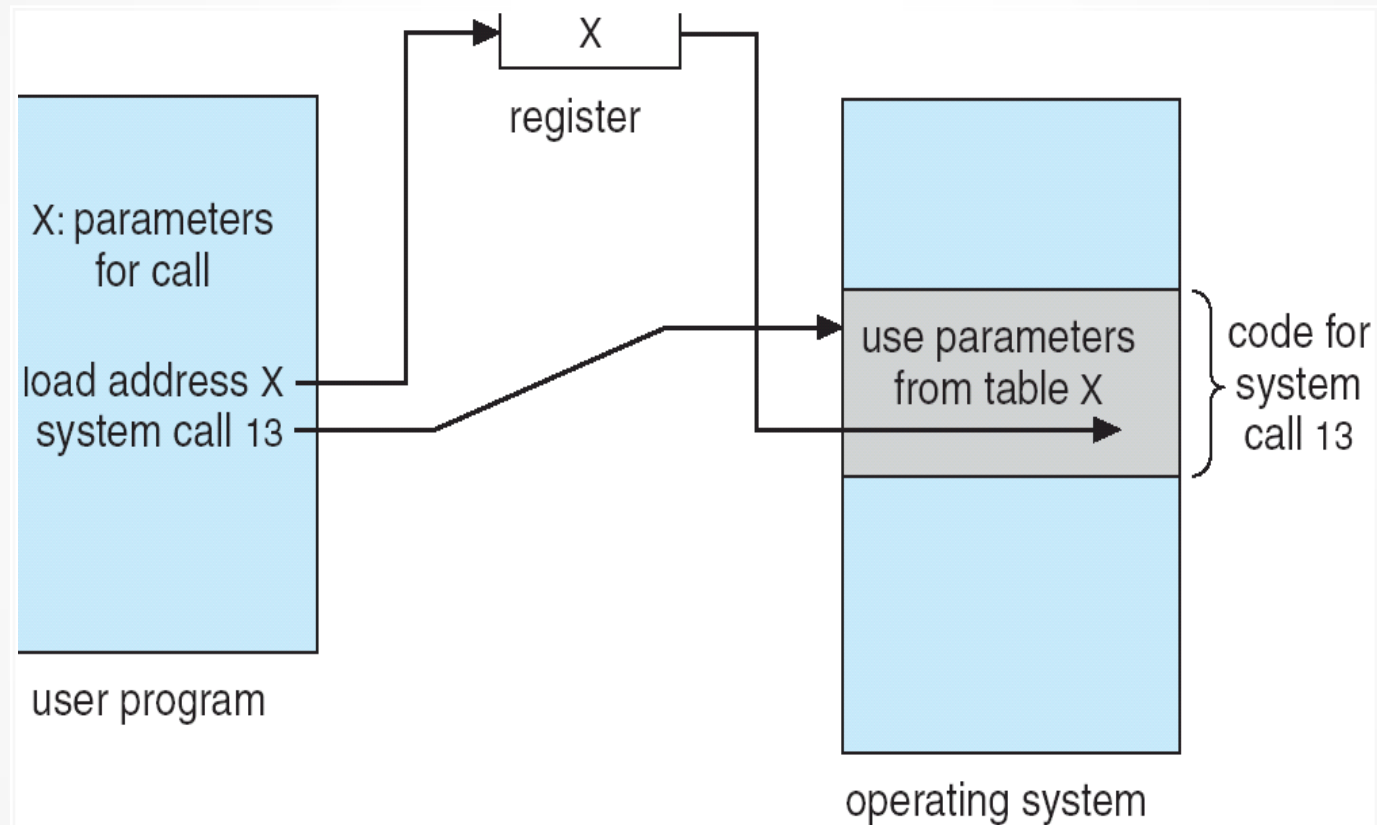 X
register
X: parameters
for call
load address X
system call 13
user program
use parameters
from table X
code for
system
call 13
operating system